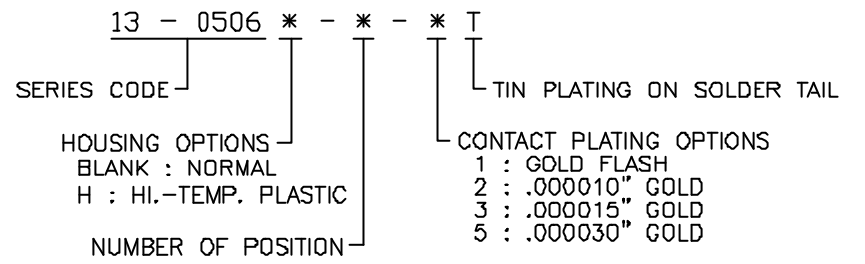 13 - 0506 * - * - * T
SERIES CODE
TIN PLATING ON SOLDER TAIL
HOUSING OPTIONS
BLANK : NORMAL
H : HI.-TEMP. PLASTIC
CONTACT PLATING OPTIONS
1 : GOLD FLASH
2 : .000010" GOLD
3 : .000015" GOLD
5 : .000030" GOLD
NUMBER OF POSITION